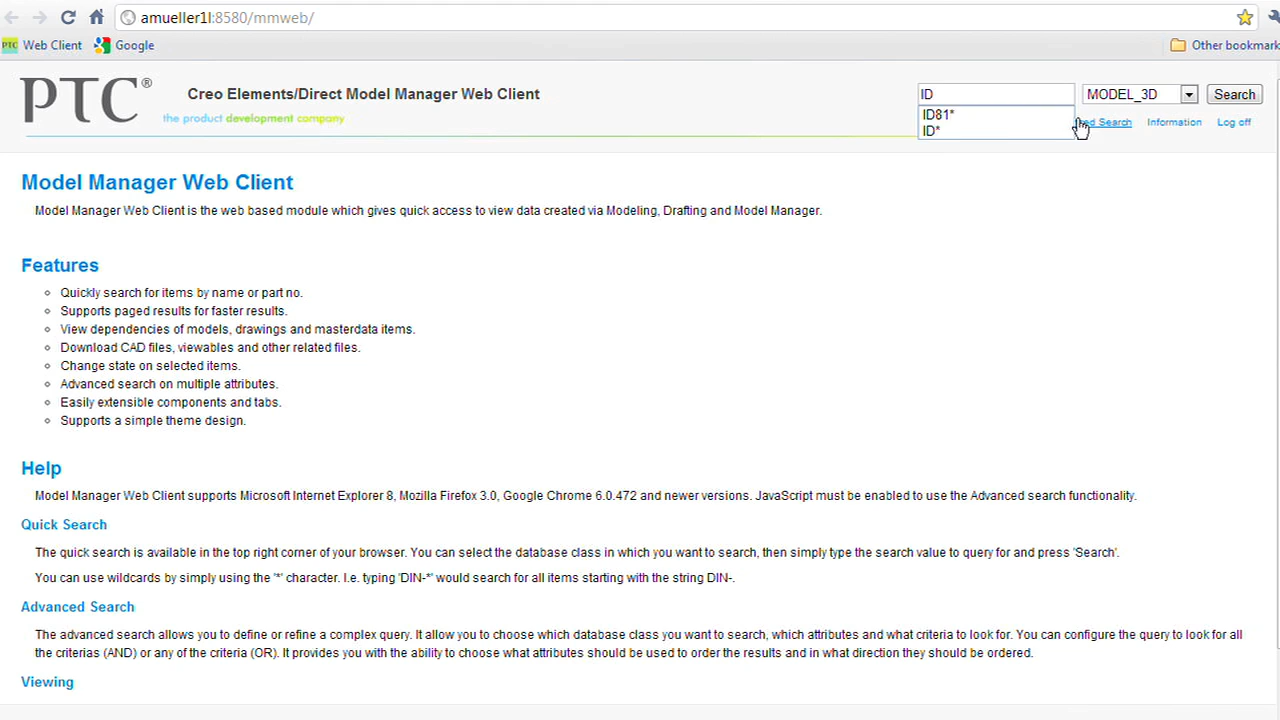 amueller1l:8580/mmweb/
PTC Web Client Google Other bookmark
PTC® Creo Elements/Direct Model Manager Web Client ID MODEL_3D Search
the product development company
ID81*
ID*
ed Search Information Log off
Model Manager Web Client
Model Manager Web Client is the web based module which gives quick access to view data created via Modeling, Drafting and Model Manager.
Features
Quickly search for items by name or part no.
Supports paged results for faster results.
View dependencies of models, drawings and masterdata items.
Download CAD files, viewables and other related files.
Change state on selected items.
Advanced search on multiple attributes.
Easily extensible components and tabs.
Supports a simple theme design.
Help
Model Manager Web Client supports Microsoft Internet Explorer 8, Mozilla Firefox 3.0, Google Chrome 6.0.472 and newer versions. JavaScript must be enabled to use the Advanced search functionality.
Quick Search
The quick search is available in the top right corner of your browser. You can select the database class in which you want to search, then simply type the search value to query for and press 'Search'.
You can use wildcards by simply using the '*' character. I.e. typing 'DIN-*' would search for all items starting with the string DIN-.
Advanced Search
The advanced search allows you to define or refine a complex query. It allow you to choose which database class you want to search, which attributes and what criteria to look for. You can configure the query to look for all
the criterias (AND) or any of the criteria (OR). It provides you with the ability to choose what attributes should be used to order the results and in what direction they should be ordered.
Viewing